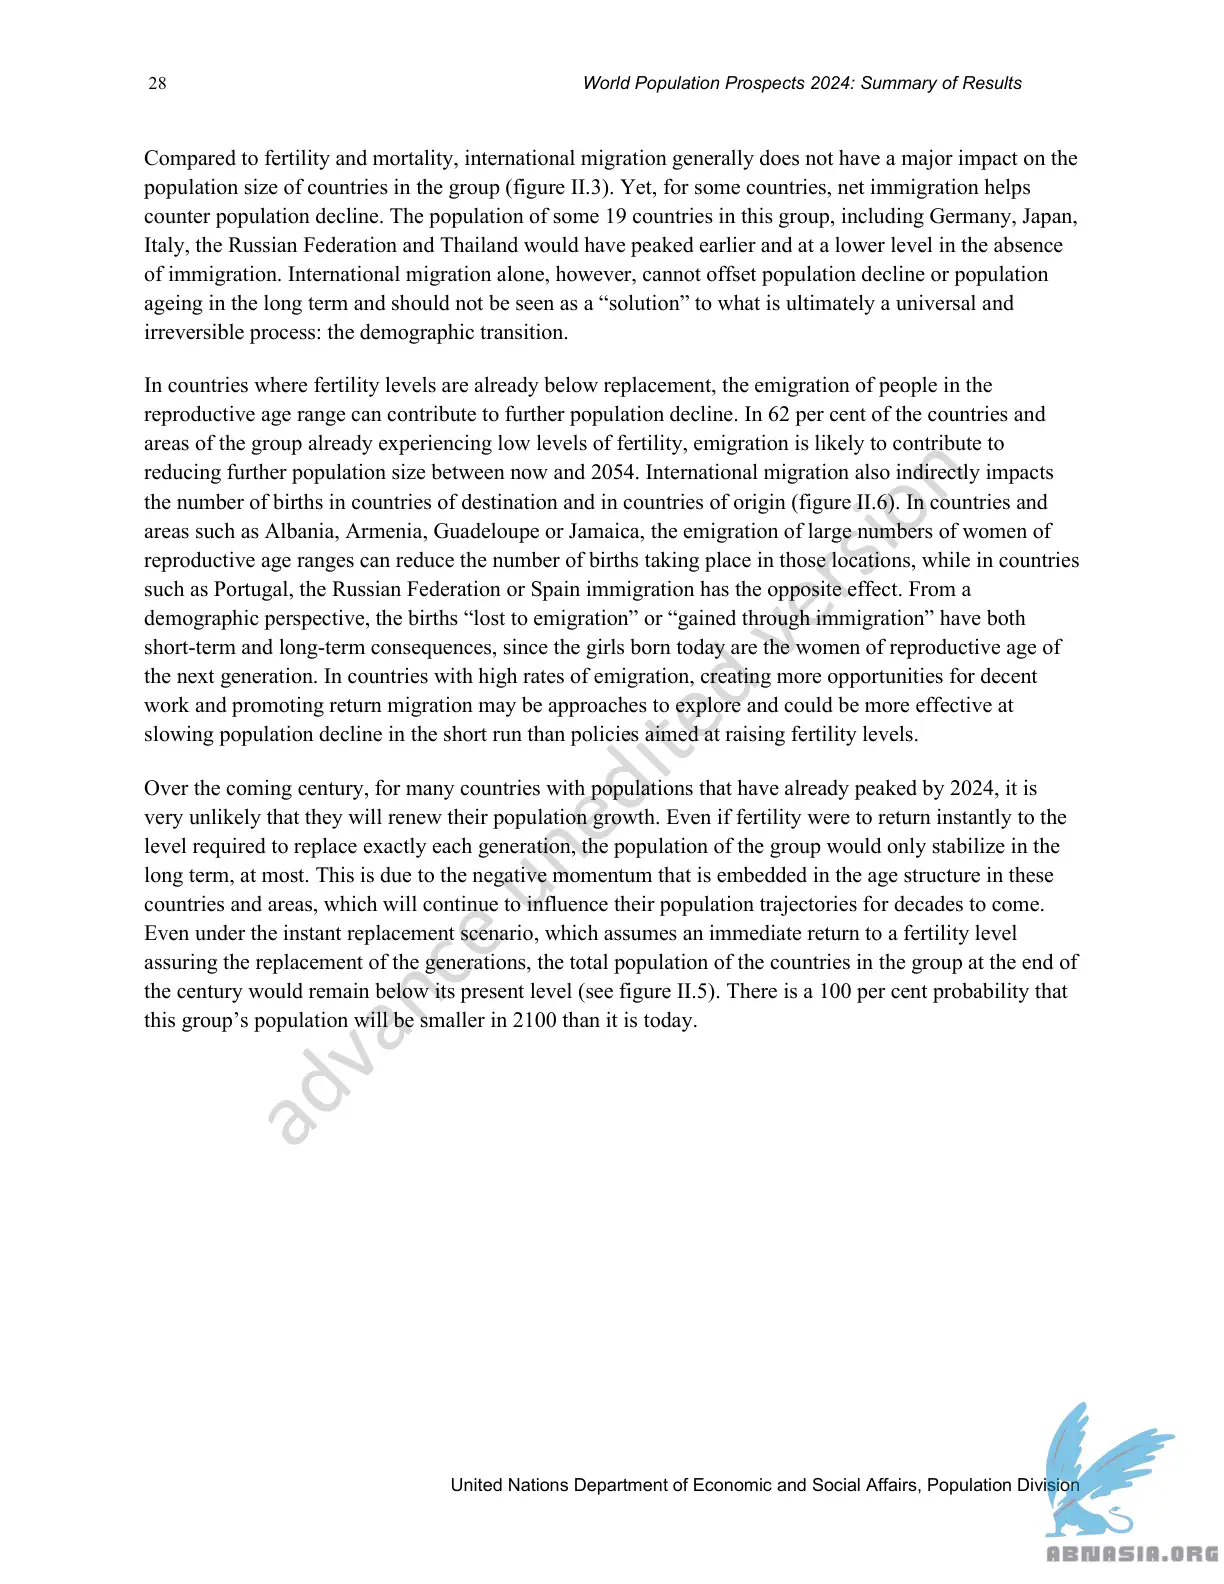 28
World Population Prospects 2024: Summary of Results
Compared to fertility and mortality, international migration generally does not have a major impact on the
population size of countries in the group (figure II.3). Yet, for some countries, net immigration helps
counter population decline. The population of some 19 countries in this group, including Germany, Japan,
Italy, the Russian Federation and Thailand would have peaked earlier and at a lower level in the absence
of immigration. International migration alone, however, cannot offset population decline or population
ageing in the long term and should not be seen as a “solution” to what is ultimately a universal and
irreversible process: the demographic transition.
In countries where fertility levels are already below replacement, the emigration of people in the
reproductive age range can contribute to further population decline. In 62 per cent of the countries and
areas of the group already experiencing low levels of fertility, emigration is likely to contribute to
reducing further population size between now and 2054. International migration also indirectly impacts
the number of births in countries of destination and in countries of origin (figure II.6). In countries and
areas such as Albania, Armenia, Guadeloupe or Jamaica, the emigration of large numbers of women of
reproductive age ranges can reduce the number of births taking place in those locations, while in countries
such as Portugal, the Russian Federation or Spain immigration has the opposite effect. From a
demographic perspective, the births “lost to emigration” or “gained through immigration” have both
short-term and long-term consequences, since the girls born today are the women of reproductive age of
the next generation. In countries with high rates of emigration, creating more opportunities for decent
work and promoting return migration may be approaches to explore and could be more effective at
slowing population decline in the short run than policies aimed at raising fertility levels.
Over the coming century, for many countries with populations that have already peaked by 2024, it is
very unlikely that they will renew their population growth. Even if fertility were to return instantly to the
level required to replace exactly each generation, the population of the group would only stabilize in the
long term, at most. This is due to the negative momentum that is embedded in the age structure in these
countries and areas, which will continue to influence their population trajectories for decades to come.
Even under the instant replacement scenario, which assumes an immediate return to a fertility level
assuring the replacement of the generations, the total population of the countries in the group at the end of
the century would remain below its present level (see figure II.5). There is a 100 per cent probability that
this group’s population will be smaller in 2100 than it is today.
advance unedited version
United Nations Department of Economic and Social Affairs, Population Division
ABNASIA.ORG